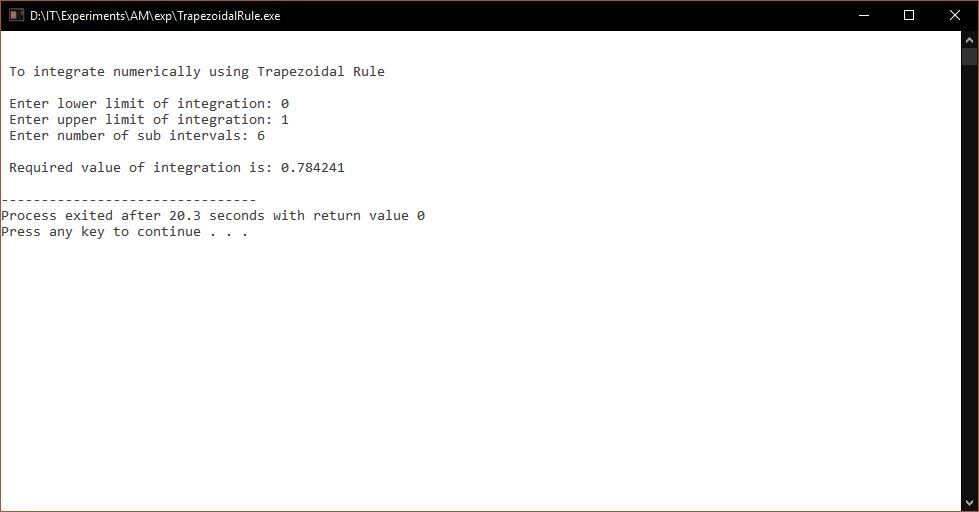 D:\IT\Experiments\AM\exp\TrapezoidalRule.exe
To integrate numerically using Trapezoidal Rule
Enter lower limit of integration: 0
Enter upper limit of integration: 1
Enter number of sub intervals: 6
Required value of integration is: 0.784241
--------------------------------
Process exited after 20.3 seconds with return value 0
Press any key to continue . . .